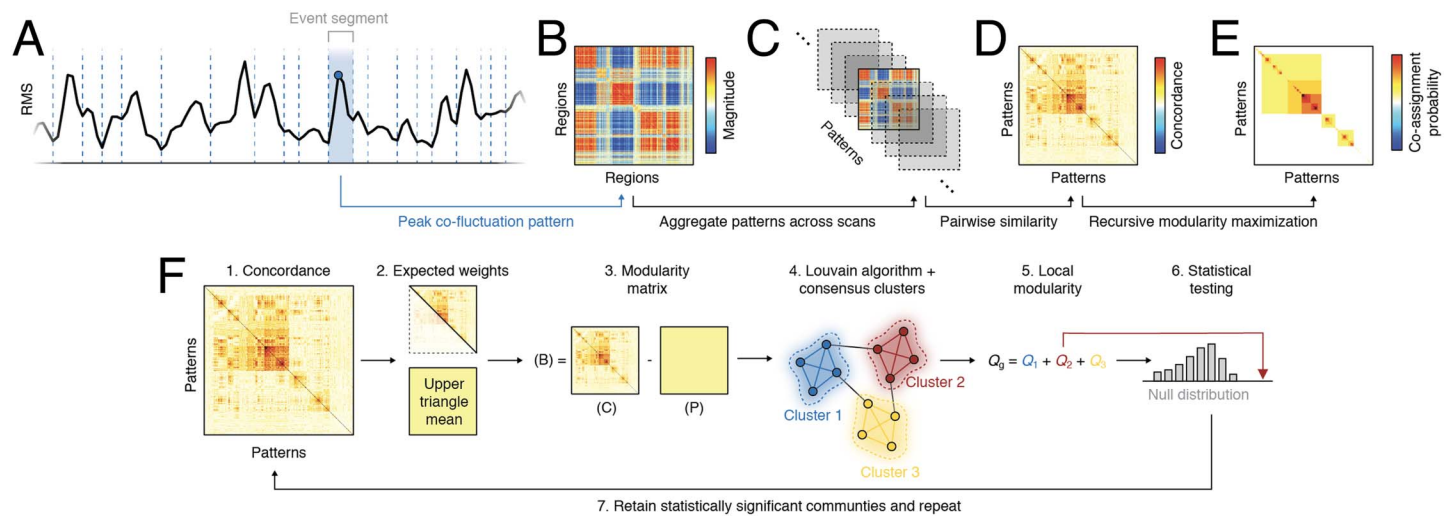 A
Event segment
RMS
Peak co-fluctuation pattern
B
Regions
Regions
Magnitude
Aggregate patterns across scans
C
Patterns
Pairwise similarity
D
Patterns
Patterns
Concordance
Recursive modularity maximization
E
Patterns
Patterns
Co-assignment
probability
F
1. Concordance
Patterns
Patterns
2. Expected weights
Upper
triangle
mean
3. Modularity
matrix
(B) =
-
(C)
(P)
4. Louvain algorithm +
consensus clusters
Cluster 1
Cluster 2
Cluster 3
5. Local
modularity
Qg = Q1 + Q2 + Q3
6. Statistical
testing
Null distribution
7. Retain statistically significant communties and repeat